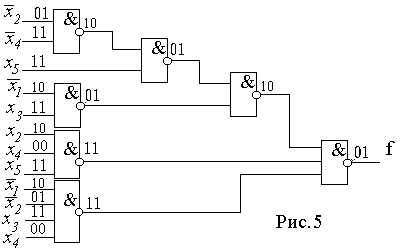 x̅₂ 01 & 10
x̅₄ 11
x₅ 11 & 01
x̅₁ 10 & 01
x₃ 11
& 10
x₂ 10 & 11
x₄ 00
x₅ 11
& 01 f
x̅₁ 10 & 11
x̅₂ 01
x₃ 11
x₄ 00
Рис.5